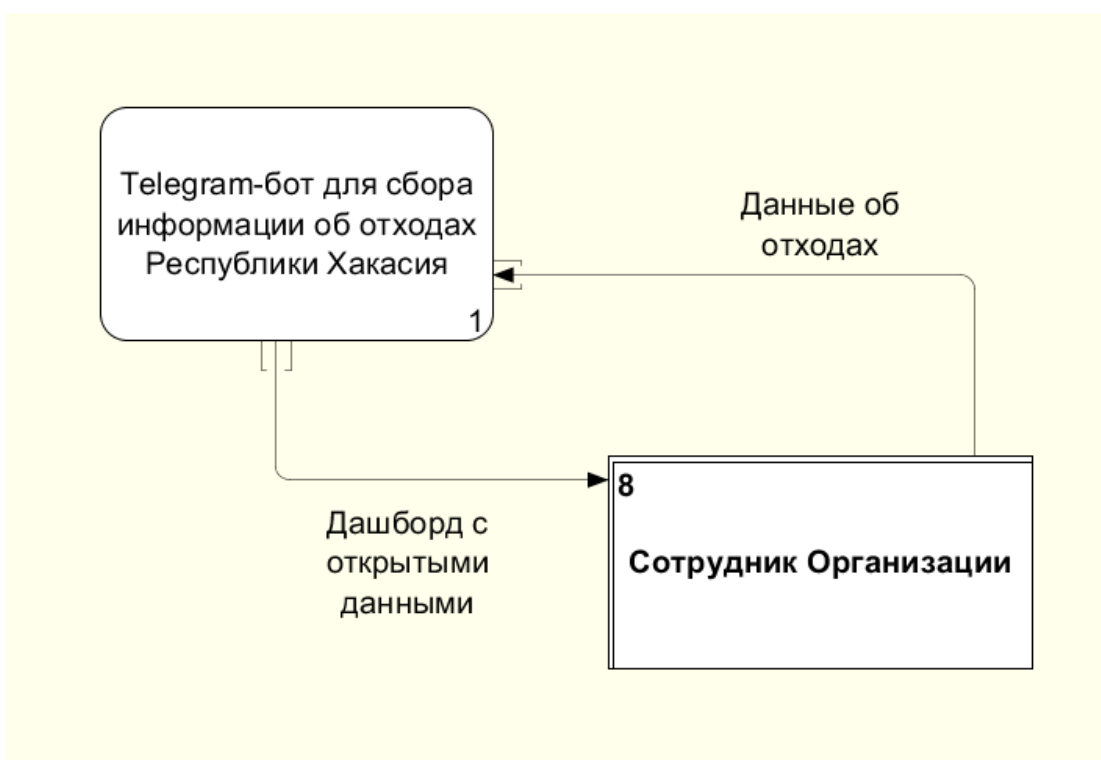 Telegram-бот для сбора
информации об отходах
Республики Хакасия
1
Данные об
отходах
8
Сотрудник Организации
Дашборд с
открытыми
данными